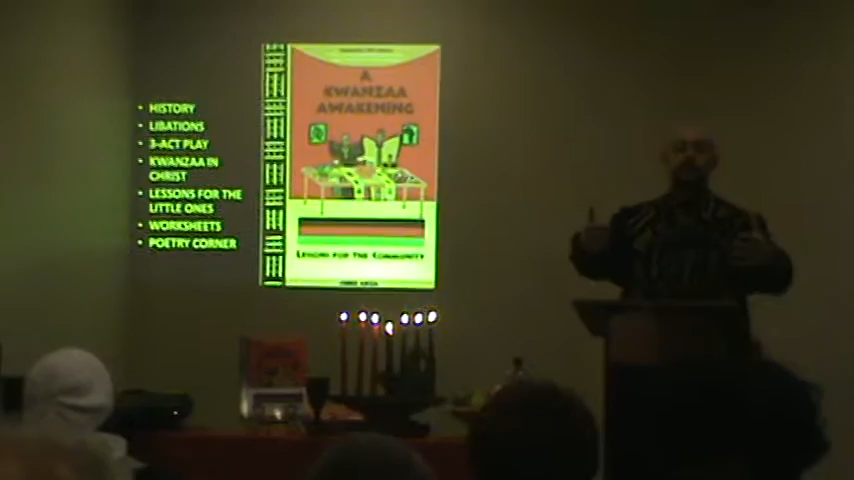 • HISTORY
• LIBATIONS
• 3-ACT PLAY
• KWANZAA IN
CHRIST
• LESSONS FOR THE
LITTLE ONES
• WORKSHEETS
• POETRY CORNER
A
KWANZAA
AWAKENING
LESSONS FOR THE COMMUNITY